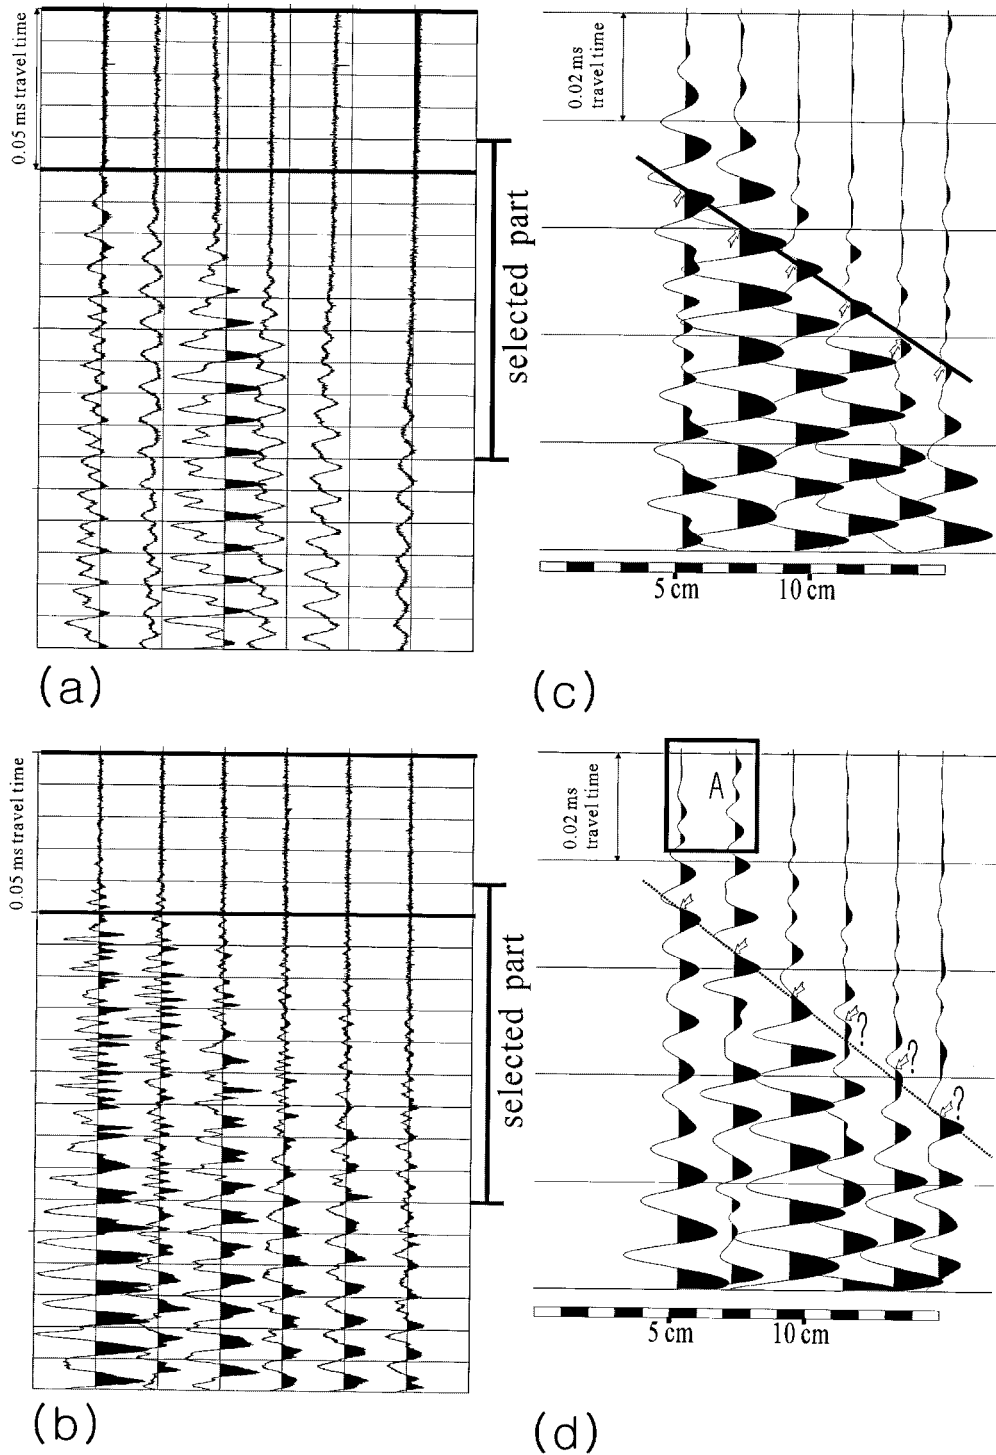 0.05 ms travel time
selected part
(a)
0.02 ms
travel time
5 cm
10 cm
(c)
0.05 ms travel time
selected part
(b)
0.02 ms
travel time
A
?
?
?
5 cm
10 cm
(d)